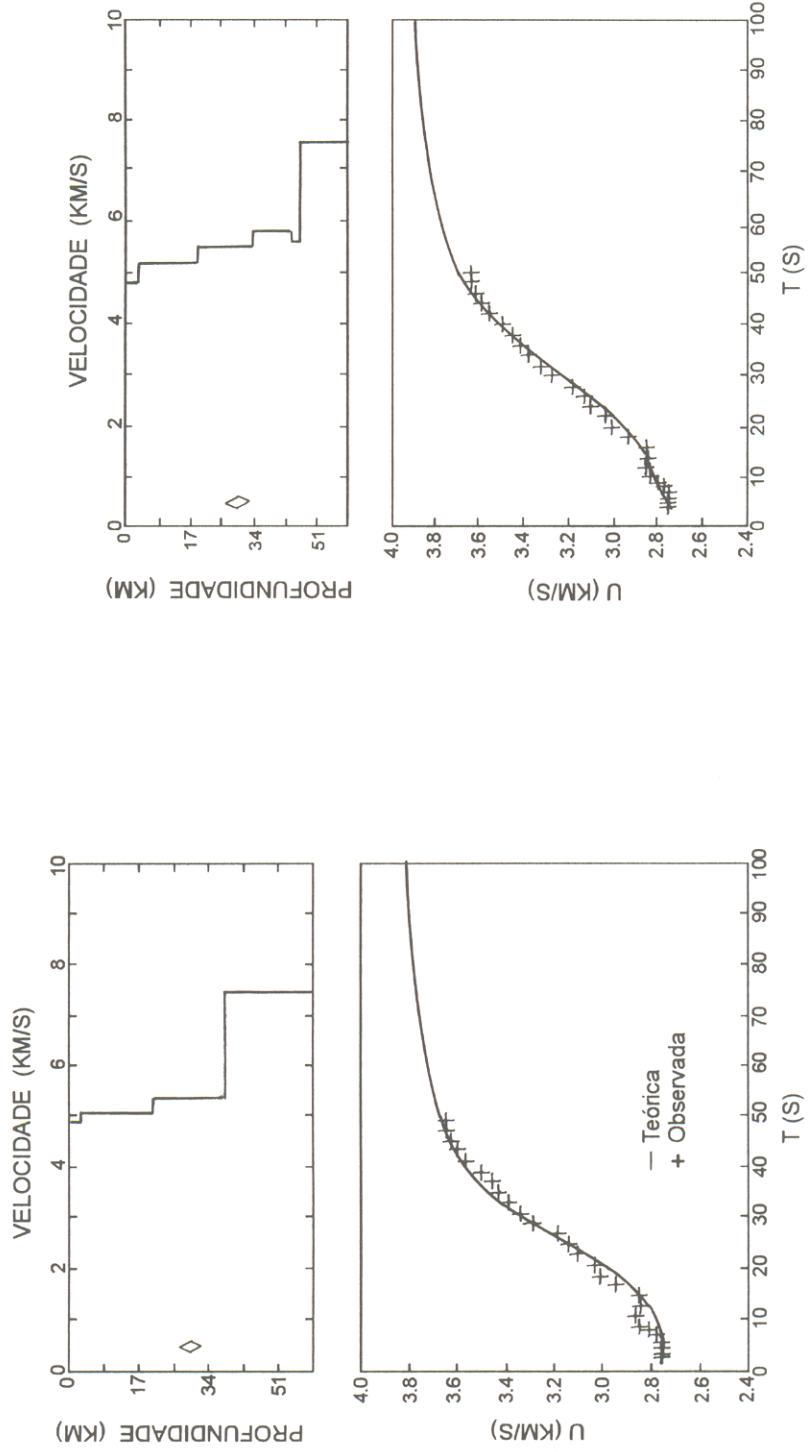 VELOCIDADE (KM/S)
0 2 4 6 8 10
PROFUNDIDADE (KM)
0
17
34
51
U (KM/S)
4.0
3.8
3.6
3.4
3.2
3.0
2.8
2.6
2.4
— Teórica
+ Observada
0 10 20 30 40 50 60 70 80 90 100
T (S)
VELOCIDADE (KM/S)
0 2 4 6 8 10
PROFUNDIDADE (KM)
0
17
34
51
U (KM/S)
4.0
3.8
3.6
3.4
3.2
3.0
2.8
2.6
2.4
0 10 20 30 40 50 60 70 80 90 100
T (S)